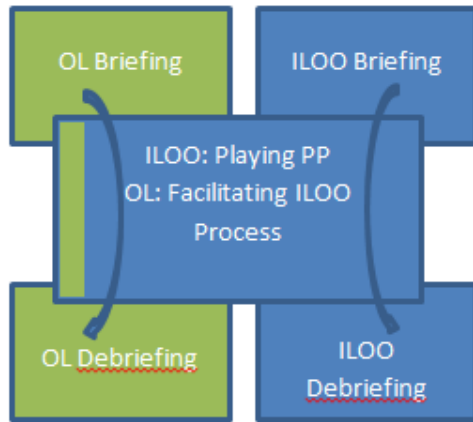 OL Briefing
ILOO Briefing
ILOO: Playing PP
OL: Facilitating ILOO
Process
OL Debriefing
ILOO
Debriefing